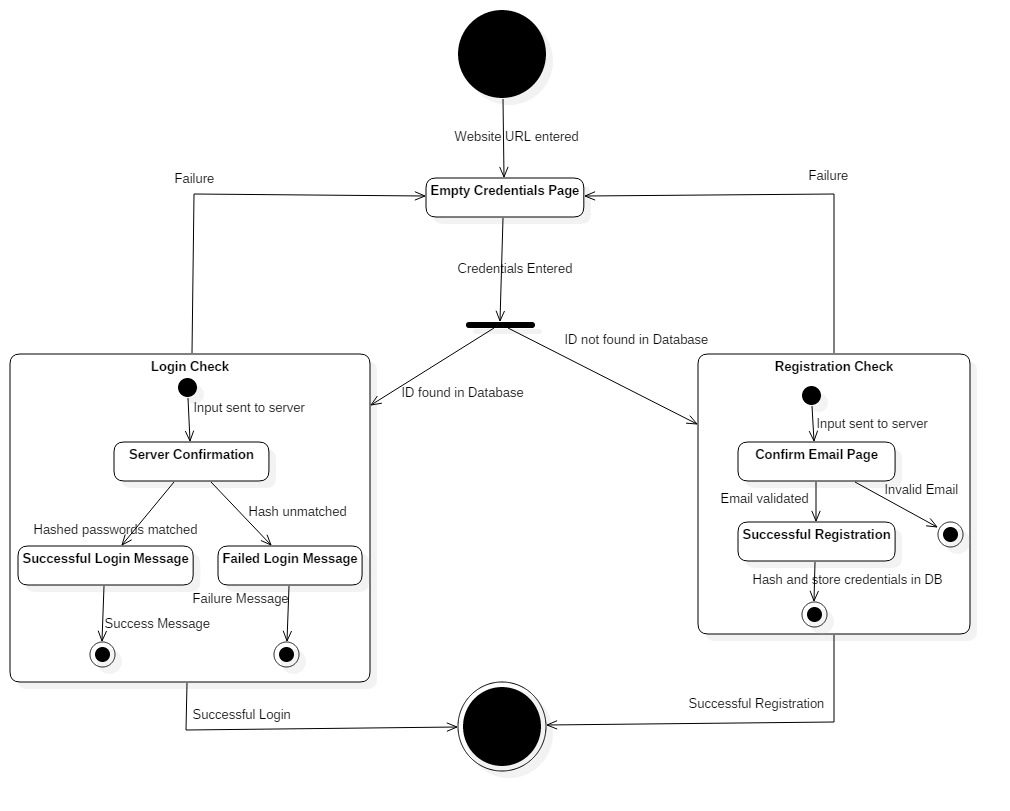 Website URL entered
Failure
Failure
Empty Credentials Page
Credentials Entered
ID not found in Database
ID found in Database
Login Check
Input sent to server
Server Confirmation
Hash unmatched
Hashed passwords matched
Successful Login Message
Failed Login Message
Failure Message
Success Message
Successful Login
Registration Check
Input sent to server
Confirm Email Page
Invalid Email
Email validated
Successful Registration
Hash and store credentials in DB
Successful Registration